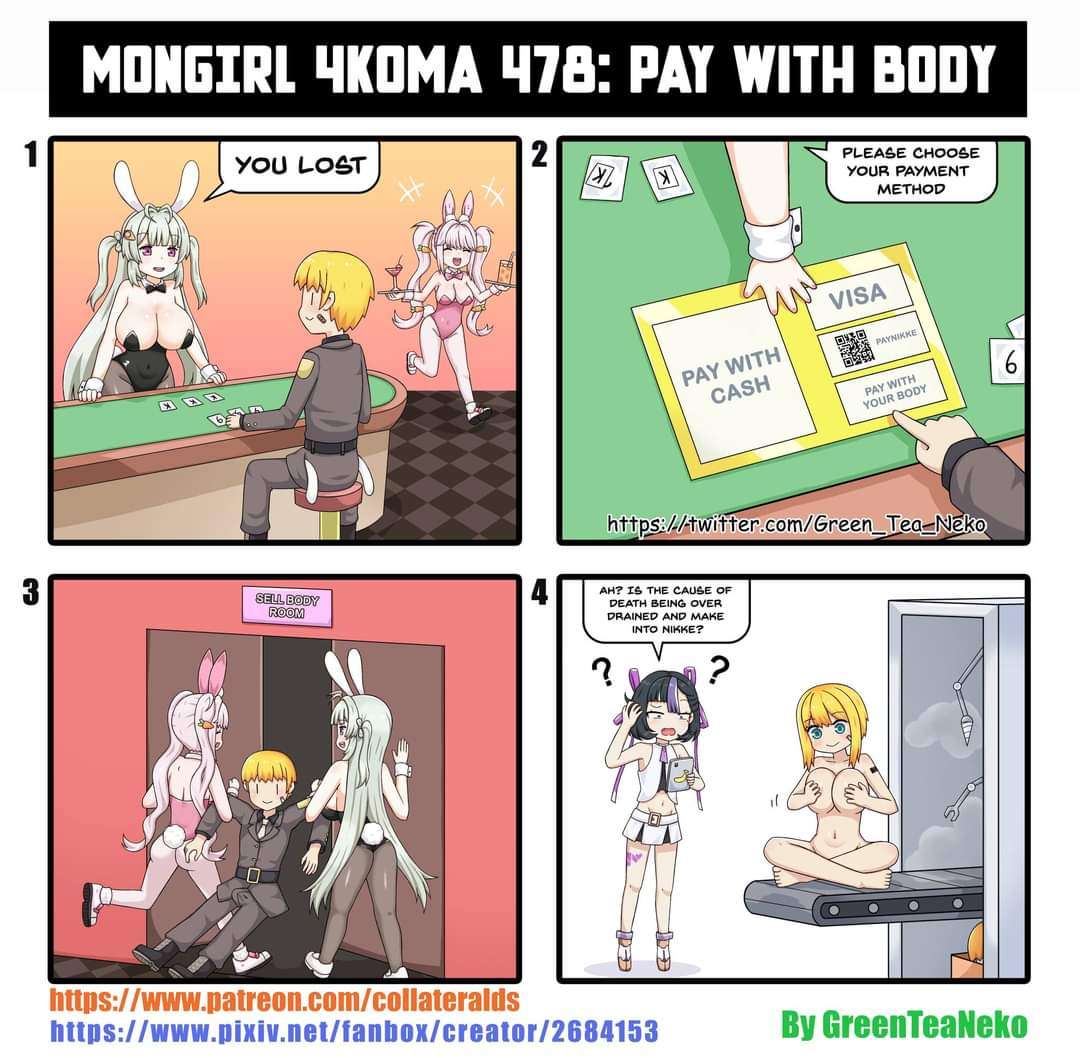 MONGIRL 4KOMA 478: PAY WITH BODY
1
YOU LOST
K K K
6 6 6
2
PLEASE CHOOSE
YOUR PAYMENT
METHOD
K
K
VISA
PAYNIKKE
PAY WITH
CASH
PAY WITH
YOUR BODY
6
https://twitter.com/Green_Tea_Neko
3
SELL BODY
ROOM
4
AH? IS THE CAUSE OF
DEATH BEING OVER
DRAINED AND MAKE
INTO NIKKE?
? ?
https://www.patreon.com/collateralds
https://www.pixiv.net/fanbox/creator/2684153
By GreenTeaNeko